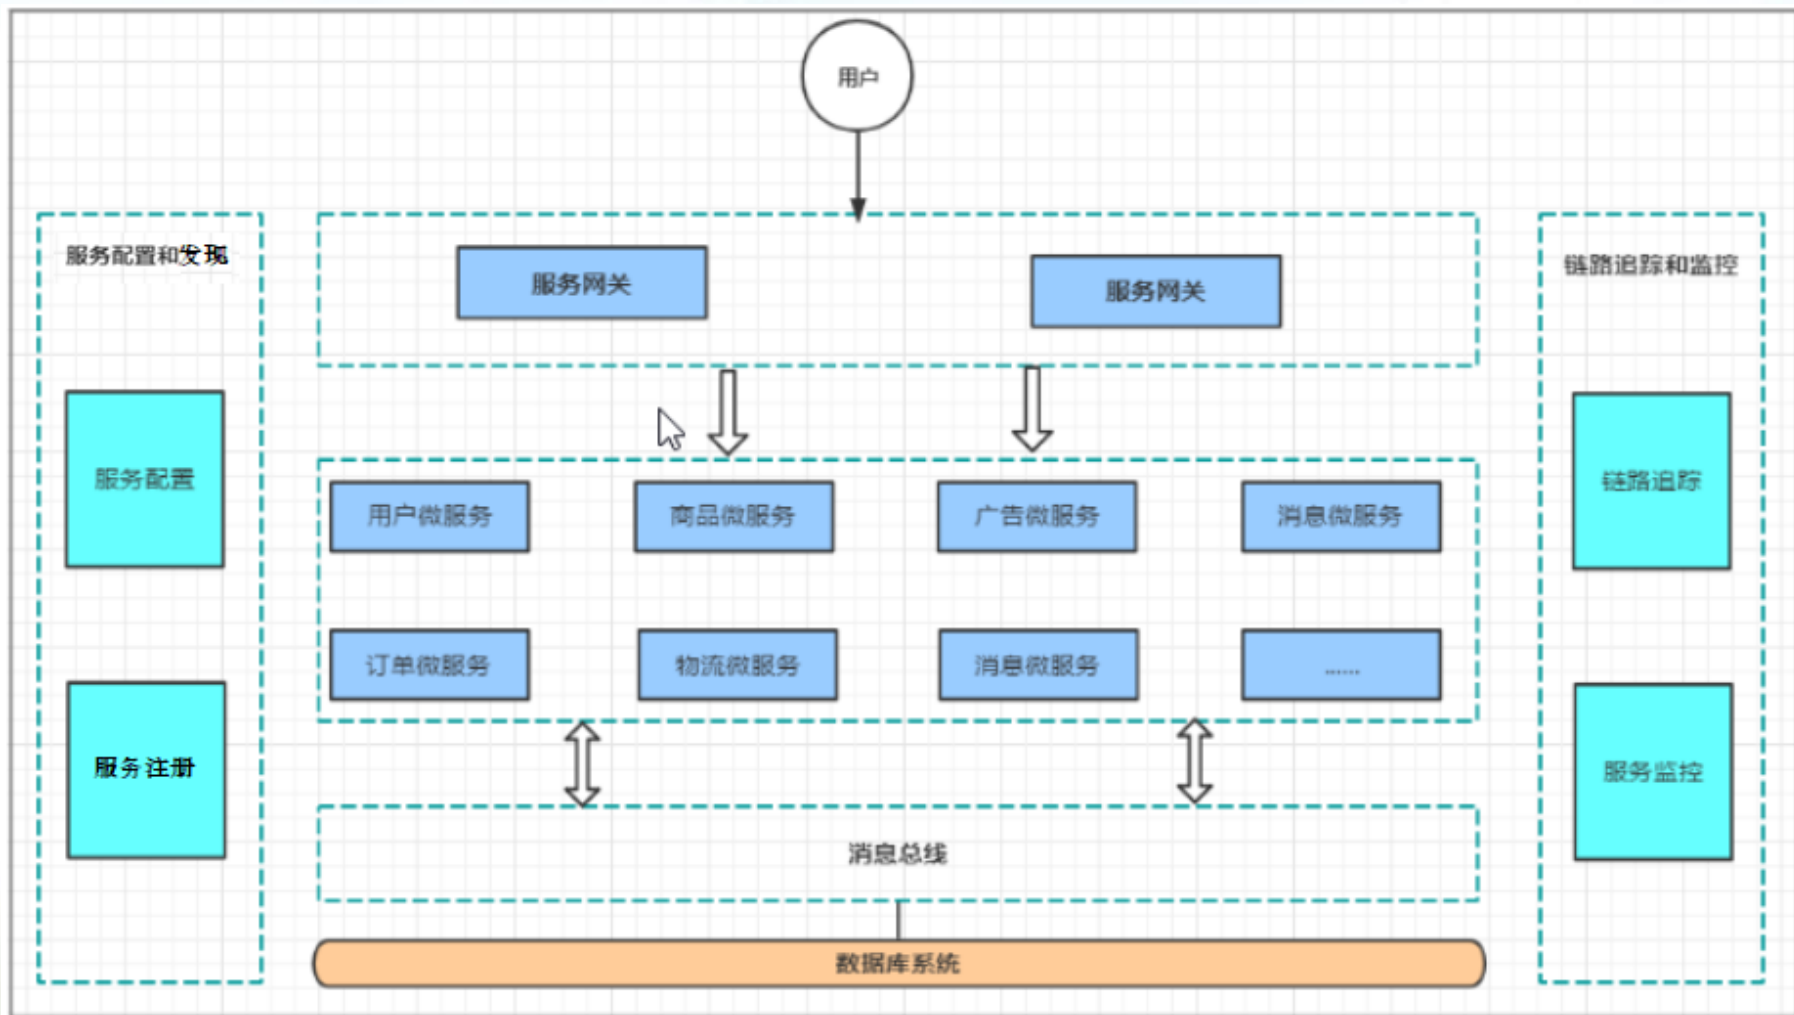 用户
服务配置和发现
服务网关
服务网关
链路追踪和监控
服务配置
用户微服务
商品微服务
广告微服务
消息微服务
链路追踪
订单微服务
物流微服务
消息微服务
......
服务注册
服务监控
消息总线
数据库系统